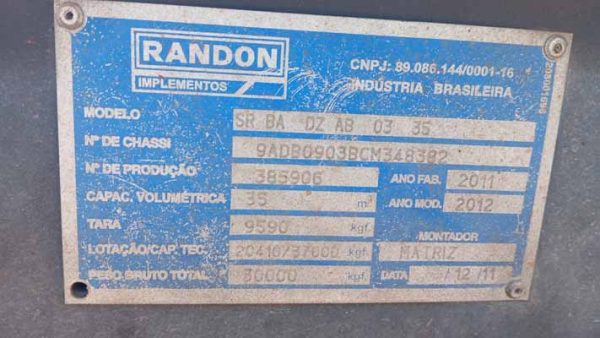 RANDON
IMPLEMENTOS
CNPJ: 89.086.144/0001-16
INDÚSTRIA BRASILEIRA
MODELO SR BA DZ AB 03 35
Nº DE CHASSI 9ADB0903BCM348382
Nº DE PRODUÇÃO 385906 ANO FAB. 2011
CAPAC. VOLUMÉTRICA 35 m³ ANO MOD. 2012
TARA 9590 kgf. MONTADOR
LOTAÇÃO/CAP. TEC. 20410/37000 kgf. MATRIZ
PESO BRUTO TOTAL 30000 kgf. DATA /12/11